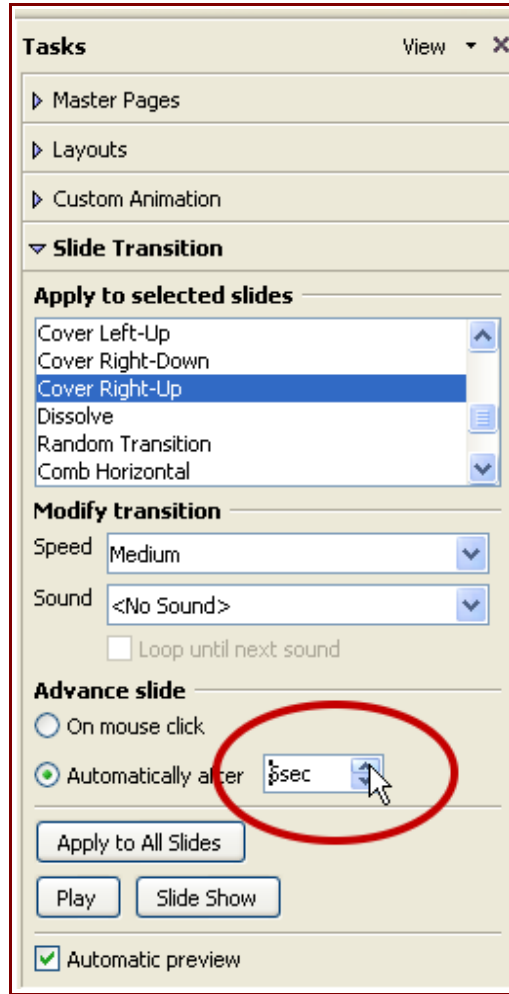 Tasks View
Master Pages
Layouts
Custom Animation
Slide Transition
Apply to selected slides
Cover Left-Up
Cover Right-Down
Cover Right-Up
Dissolve
Random Transition
Comb Horizontal
Modify transition
Speed Medium
Sound <No Sound>
Loop until next sound
Advance slide
On mouse click
Automatically after
Apply to All Slides
Play Slide Show
Automatic preview